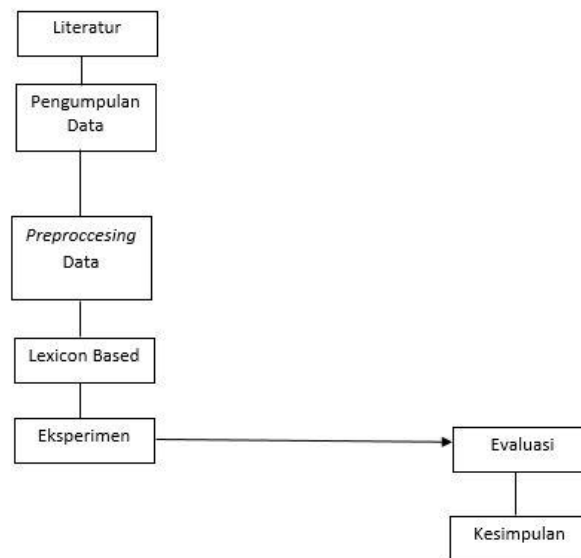 Literatur
Pengumpulan
Data
Preproccesing
Data
Lexicon Based
Eksperimen
Evaluasi
Kesimpulan